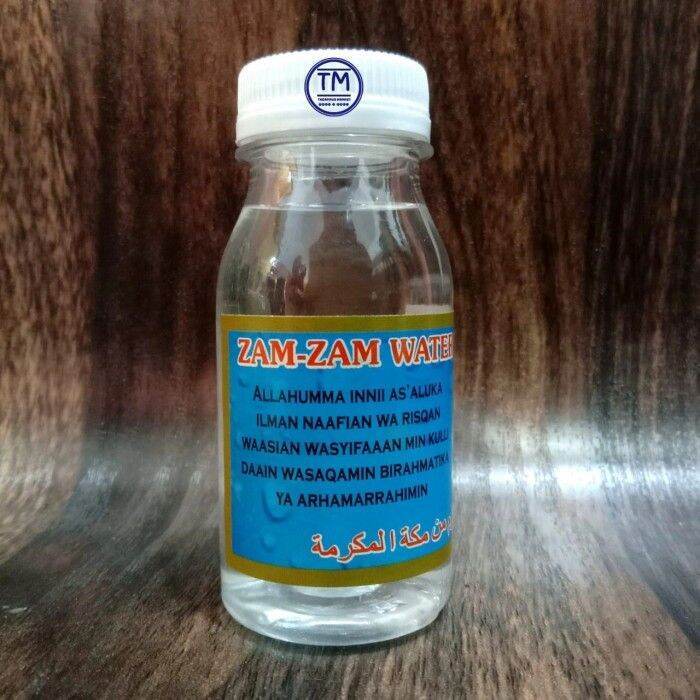 TM
ZAM-ZAM WATER
ALLAHUMMA INNII AS'ALUKA
ILMAN NAAFIAN WA RISQAN
WAASIAN WASYIFAAAN MIN KULLI
DAAIN WASAQAMIN BIRAHMATIKA
YA ARHAMARRAHIMIN
من مكة المكرمة